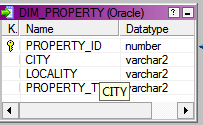 DIM_PROPERTY (Oracle)
K. Name Datatype
PROPERTY_ID number
CITY varchar2
LOCALITY varchar2
PROPERTY_T varchar2
CITY